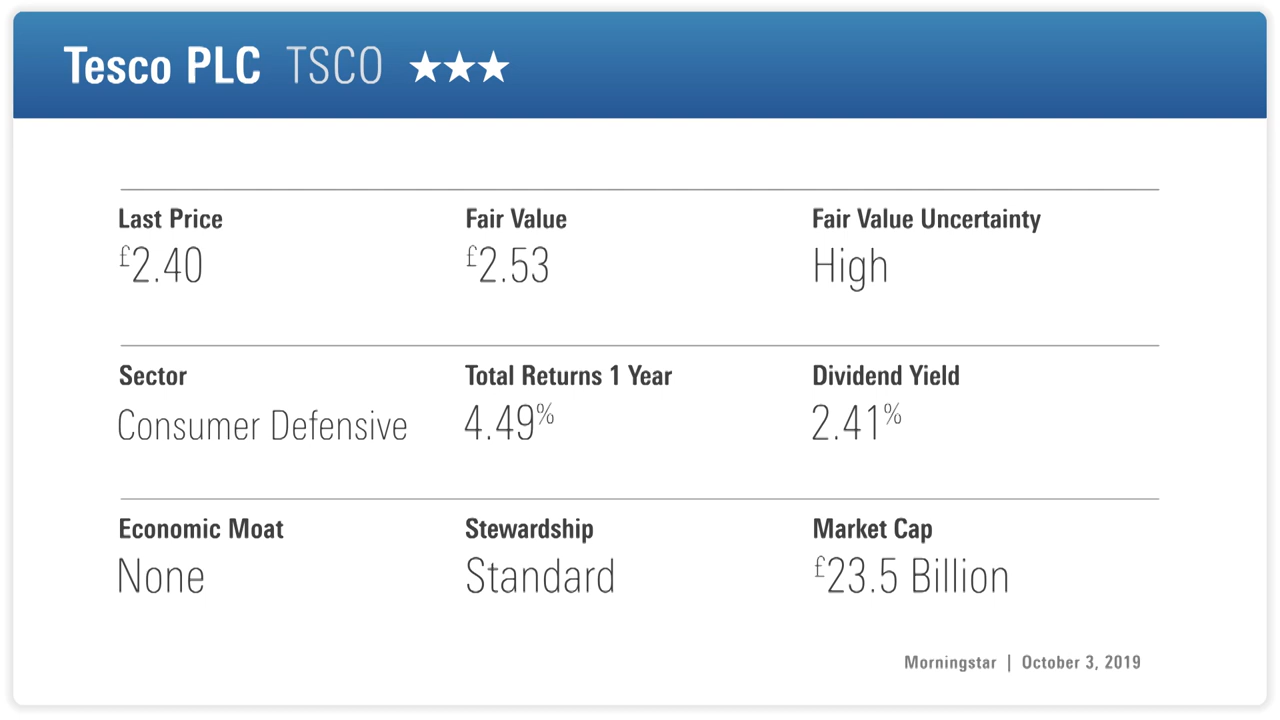 Tesco PLC TSCO ★★★
Last Price Fair Value Fair Value Uncertainty
£2.40 £2.53 High
Sector Total Returns 1 Year Dividend Yield
Consumer Defensive 4.49% 2.41%
Economic Moat Stewardship Market Cap
None Standard £23.5 Billion
Morningstar | October 3, 2019